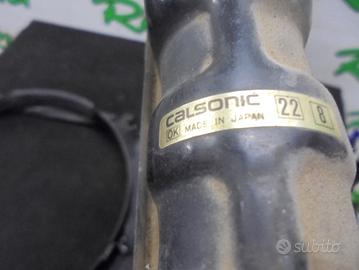 calsonic 22 8
OK MADE IN JAPAN
subito